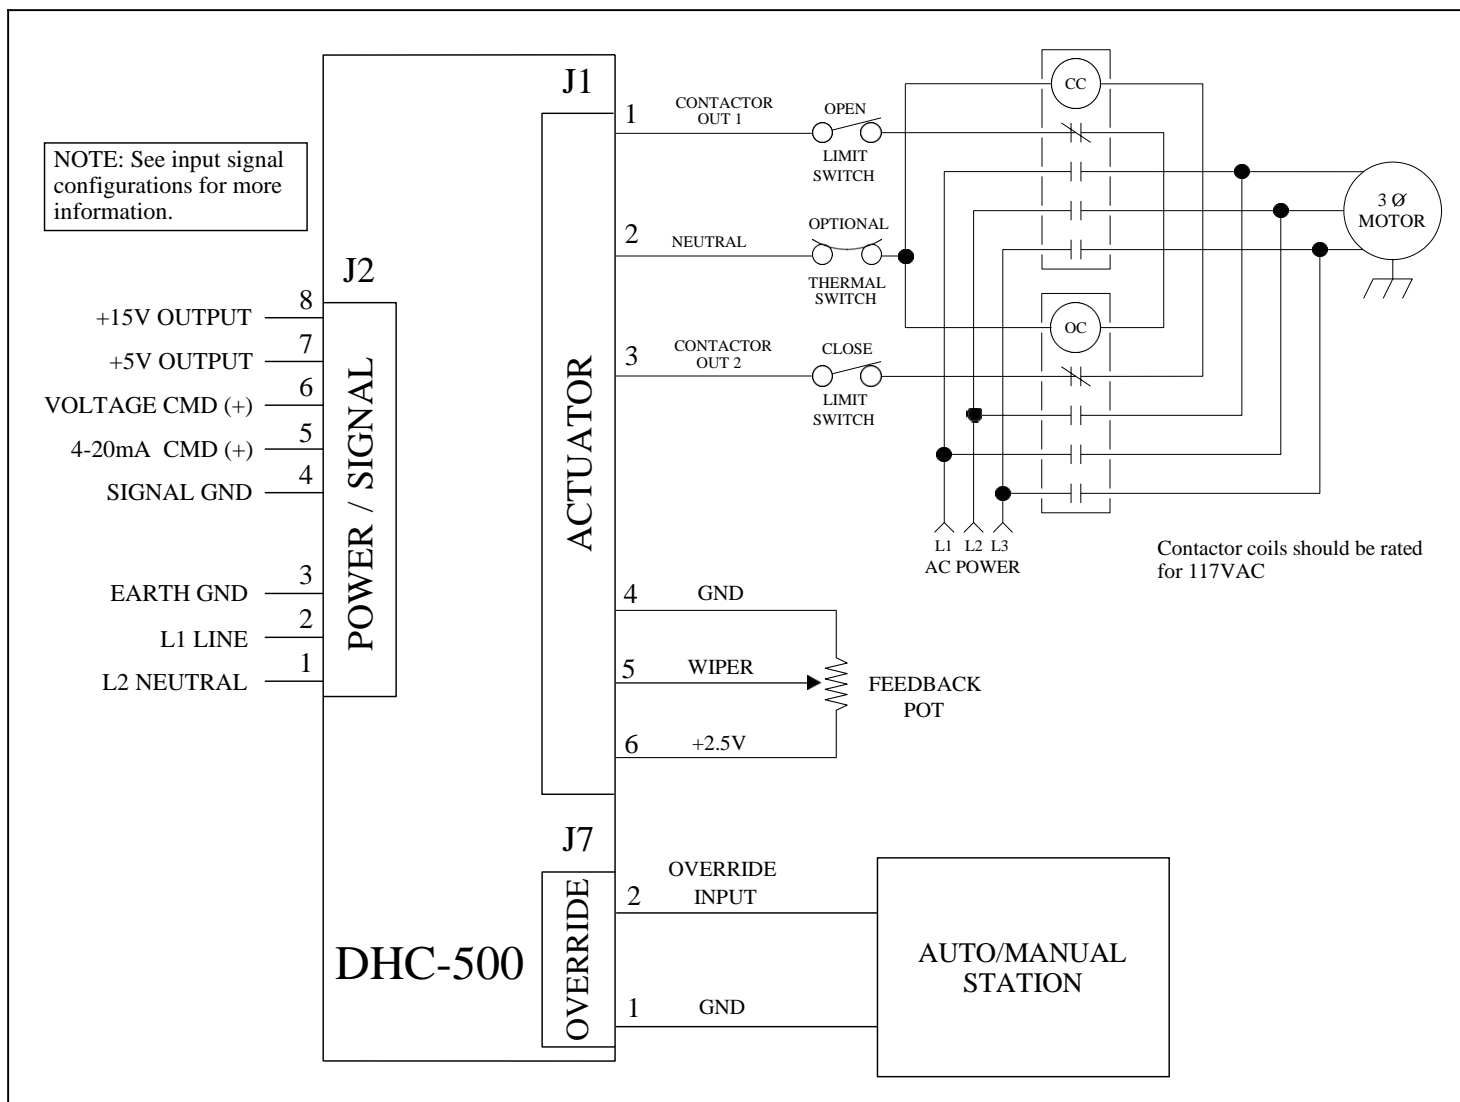 NOTE: See input signal
configurations for more
information.
J2
8
+15V OUTPUT
7
+5V OUTPUT
6
VOLTAGE CMD (+)
5
4-20mA  CMD (+)
4
SIGNAL GND
3
EARTH GND
2
L1 LINE
1
L2 NEUTRAL
POWER / SIGNAL
DHC-500
J1
ACTUATOR
1
CONTACTOR
OUT 1
OPEN
LIMIT
SWITCH
2
NEUTRAL
OPTIONAL
THERMAL
SWITCH
3
CONTACTOR
OUT 2
CLOSE
LIMIT
SWITCH
CC
OC
3 Ø
MOTOR
L1 L2 L3
AC POWER
Contactor coils should be rated
for 117VAC
4
GND
5
WIPER
6
+2.5V
FEEDBACK
POT
J7
OVERRIDE
2
OVERRIDE
INPUT
1
GND
AUTO/MANUAL
STATION